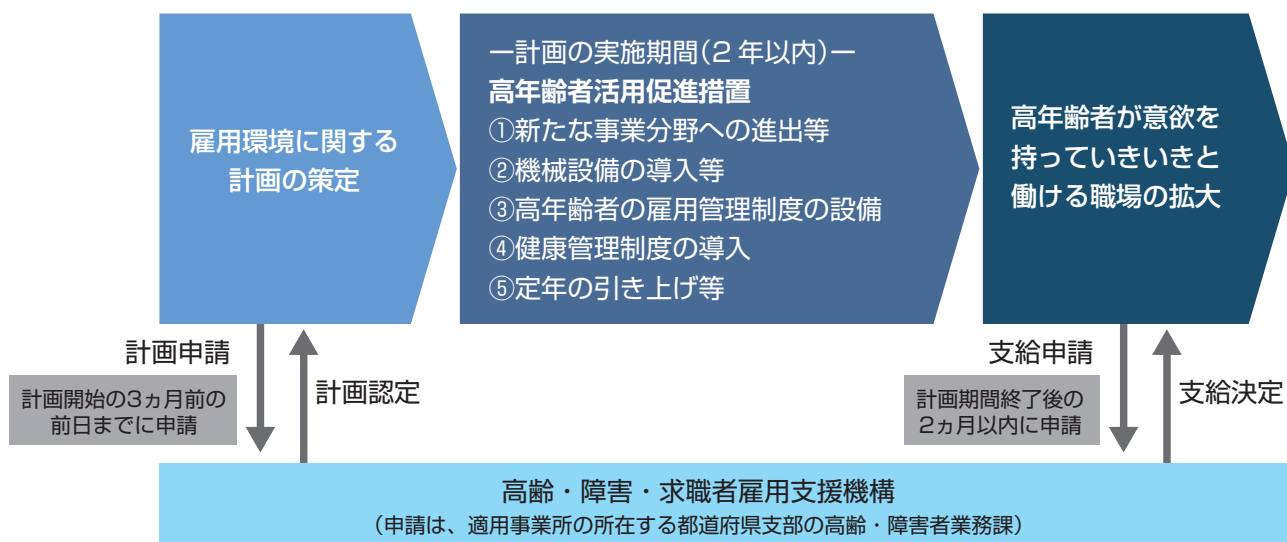 雇用環境に関する
計画の策定
ー計画の実施期間(2年以内)ー
高年齢者活用促進措置
①新たな事業分野への進出等
②機械設備の導入等
③高年齢者の雇用管理制度の設備
④健康管理制度の導入
⑤定年の引き上げ等
高年齢者が意欲を
持っていきいきと
働ける職場の拡大
計画申請
計画開始の3ヵ月前の
前日までに申請
計画認定
支給申請
計画期間終了後の
2ヵ月以内に申請
支給決定
高齢・障害・求職者雇用支援機構
(申請は、適用事業所の所在する都道府県支部の高齢・障害者業務課)